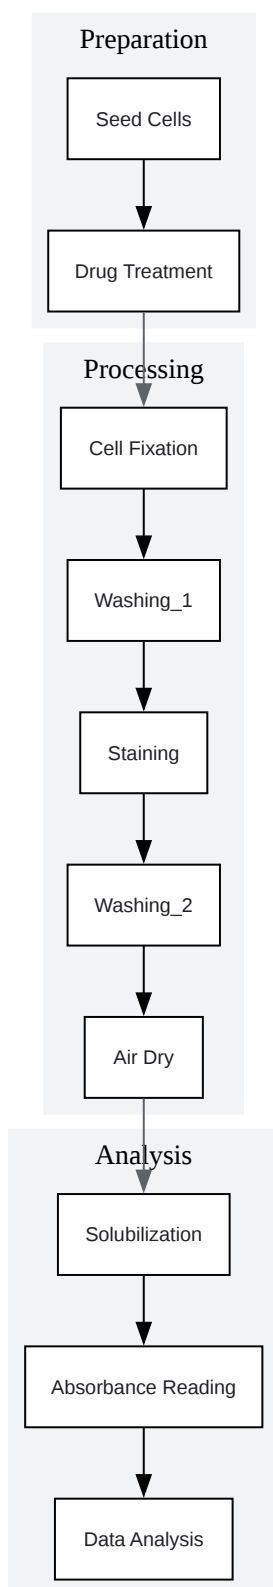 Preparation
Seed Cells
Drug Treatment
Processing
Cell Fixation
Washing_1
Staining
Washing_2
Air Dry
Analysis
Solubilization
Absorbance Reading
Data Analysis